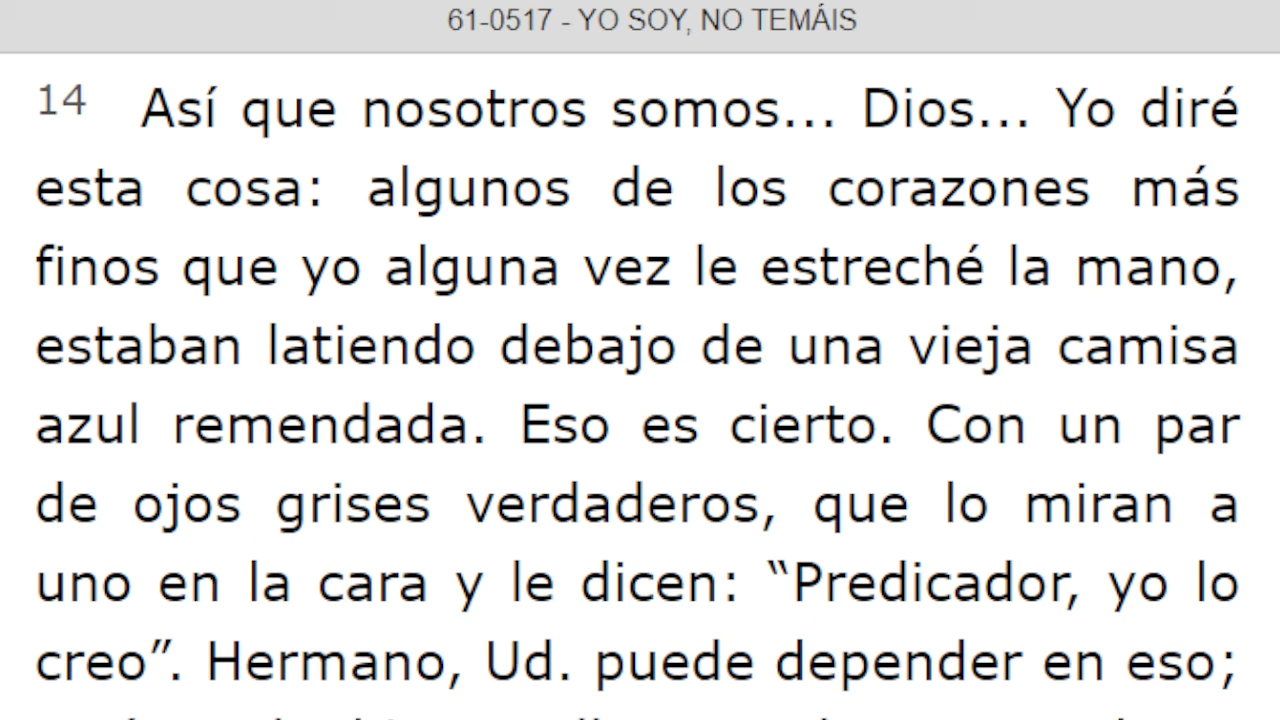 61-0517 - YO SOY, NO TEMÁIS
14 Así que nosotros somos... Dios... Yo diré
esta cosa: algunos de los corazones más
finos que yo alguna vez le estreché la mano,
estaban latiendo debajo de una vieja camisa
azul remendada. Eso es cierto. Con un par
de ojos grises verdaderos, que lo miran a
uno en la cara y le dicen: “Predicador, yo lo
creo”. Hermano, Ud. puede depender en eso;